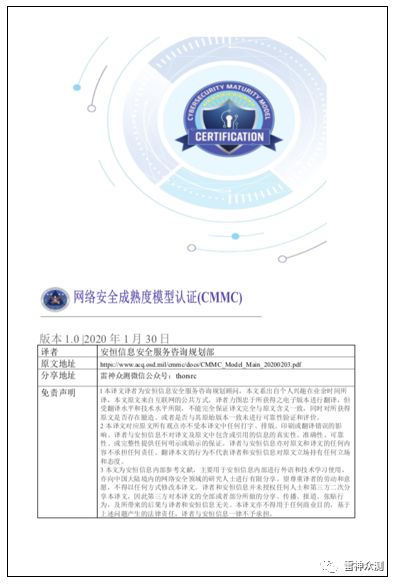 CYBERSECURITY MATURITY MODEL
CERTIFICATION
网络安全成熟度模型认证(CMMC)
版本 1.0 |2020 年 1 月 30 日
译者 安恒信息安全服务咨询规划部
原文地址 https://www.acq.osd.mil/cmmc/docs/CMMC_Model_Main_20200203.pdf
分享地址 雷神众测微信公众号：thorsrc
免责声明 1 本译文译者为安恒信息安全服务咨询规划顾问，本文系出自个人兴趣在业余时间所
译，本文原文来自互联网的公共方式，译者力图忠于所获得之电子版本进行翻译，但
受翻译水平和技术水平所限，不能完全保证译文完全与原文含义一致，同时对所获得
原文是否存在臆造、或者是否与其原始版本一致未进行可靠性验证和评价。
2 本译文对应原文所有观点亦不受本译文中任何打字、排版、印刷或翻译错误的影
响。译者与安恒信息不对译文及原文中包含或引用的信息的真实性、准确性、可靠
性、或完整性提供任何明示或暗示的保证。译者与安恒信息亦对原文和译文的任何内
容不承担任何责任。翻译本文的行为不代表译者和安恒信息对原文立场持有任何立场
和态度。
3 本文为安恒信息内部参考文献，主要用于安恒信息内部进行外语和技术学习使用，
亦向中国大陆境内的网络安全领域的研究人士进行有限分享。望尊重译者的劳动和意
愿，不得以任何方式修改本译文。译者和安恒信息并未授权任何人士和第三方二次分
享本译文，因此第三方对本译文的全部或者部分所做的分享、传播、报道、张贴行
为，及所带来的后果与译者和安恒信息无关。本译文亦不得用于任何商业目的，基于
上述问题产生的法律责任，译者与安恒信息一律不予承担。
雷神众测